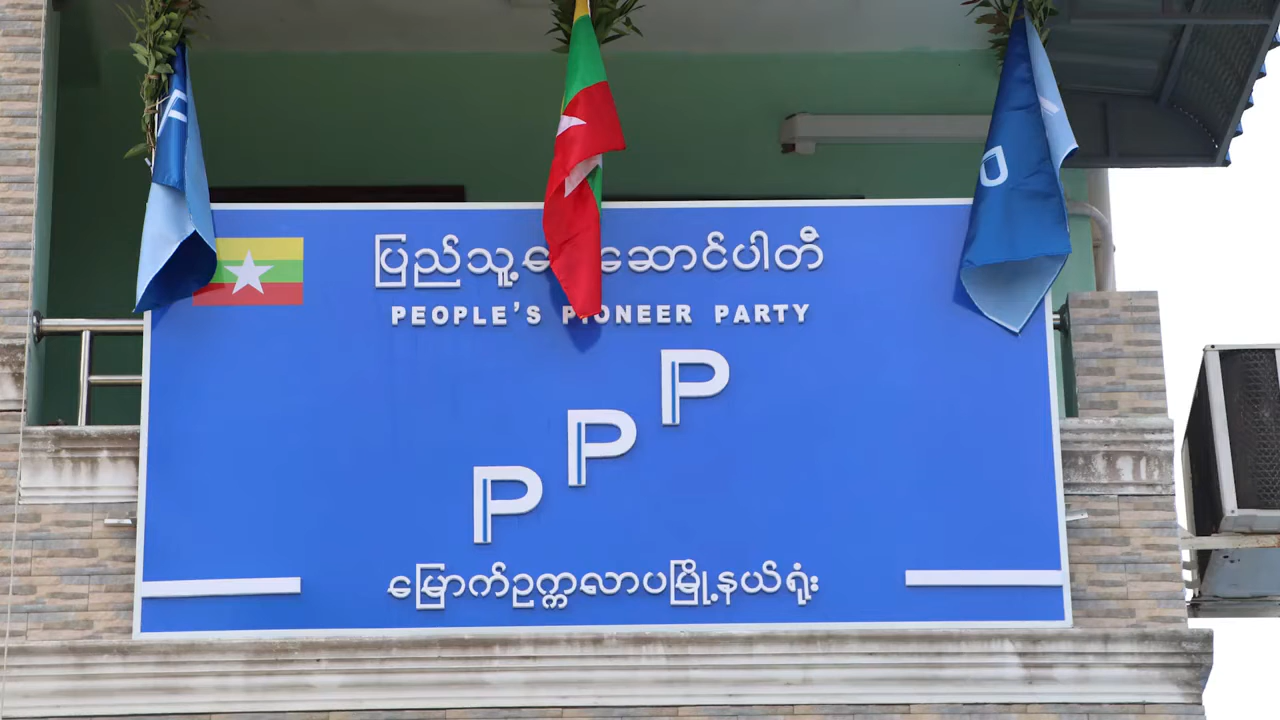 ပြည်သူ့ ဆောင်ပါတီ
PEOPLE'S PIONEER PARTY
P
P
P
မြောက်ဥက္ကလာပမြို့နယ်ရုံး